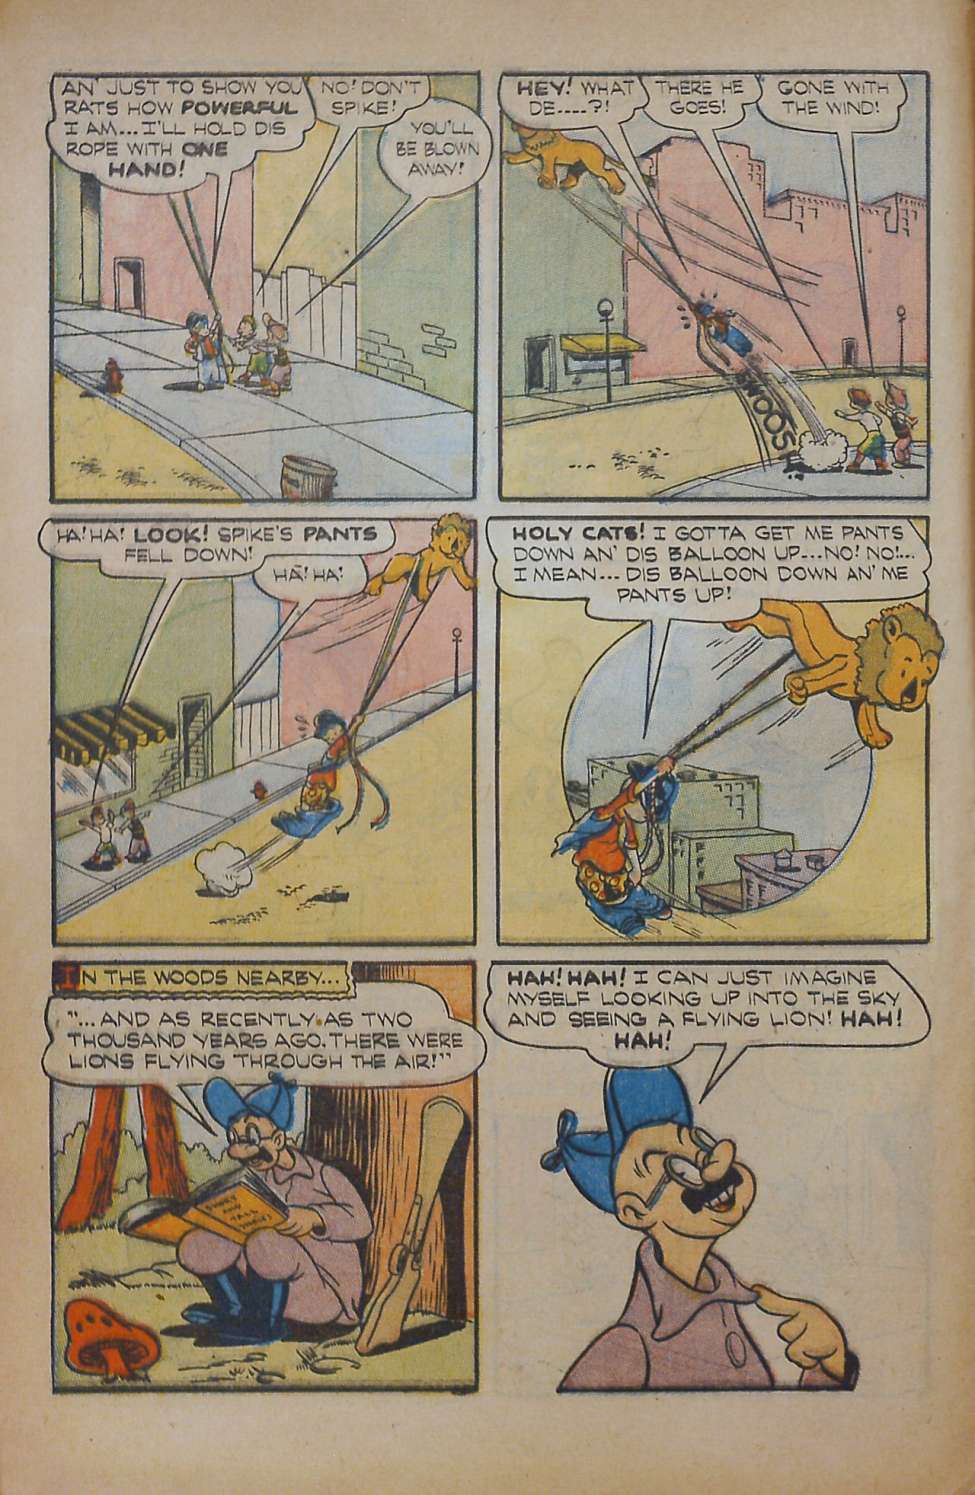 AN' JUST TO SHOW YOU
RATS HOW POWERFUL
I AM... I'LL HOLD DIS
ROPE WITH ONE
HAND!
NO! DON'T
SPIKE!
YOU'LL
BE BLOWN
AWAY!
HEY! WHAT
DE....?!
THERE HE
GOES!
GONE WITH
THE WIND!
HA! HA! LOOK! SPIKE'S PANTS
FELL DOWN!
HA! HA!
HOLY CATS! I GOTTA GET ME PANTS
DOWN AN' DIS BALLOON UP--- NO! NO!...
I MEAN... DIS BALLOON DOWN AN' ME
PANTS UP!
IN THE WOODS NEARBY...
"... AND AS RECENTLY AS TWO
THOUSAND YEARS AGO. THERE WERE
LIONS FLYING THROUGH THE AIR!"
AND
TALL
HAH! HAH! I CAN JUST IMAGINE
MYSELF LOOKING UP INTO THE SKY
AND SEEING A FLYING LION! HAH!
HAH!